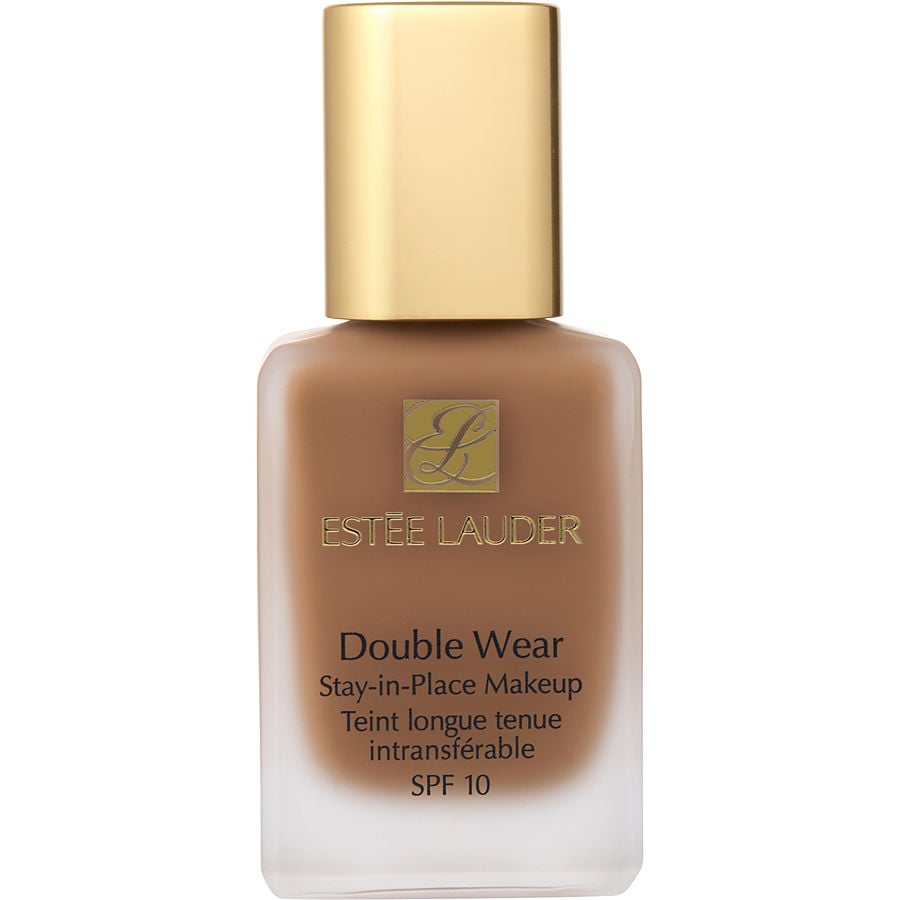 EL
ESTĒE LAUDER
Double Wear
Stay-in-Place Makeup
Teint longue tenue
intransférable
SPF 10